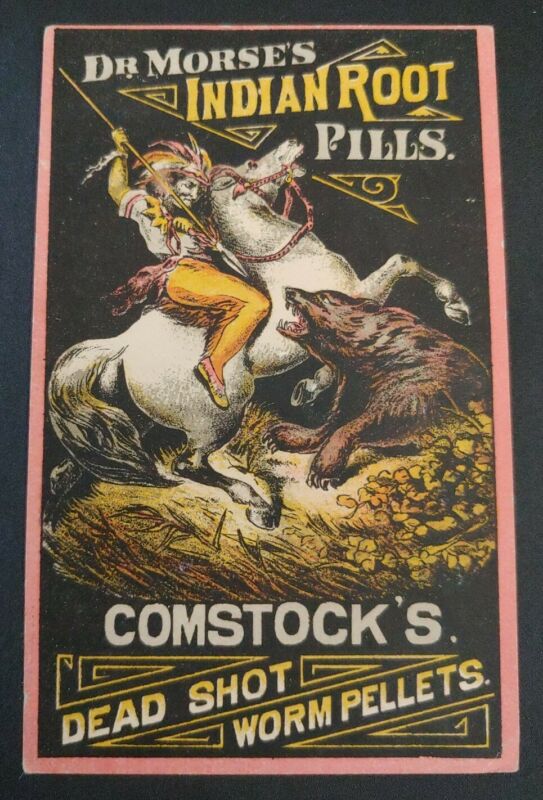 DR MORSE'S
INDIAN ROOT
PILLS.
COMSTOCK'S.
DEAD SHOT
WORM PELLETS.